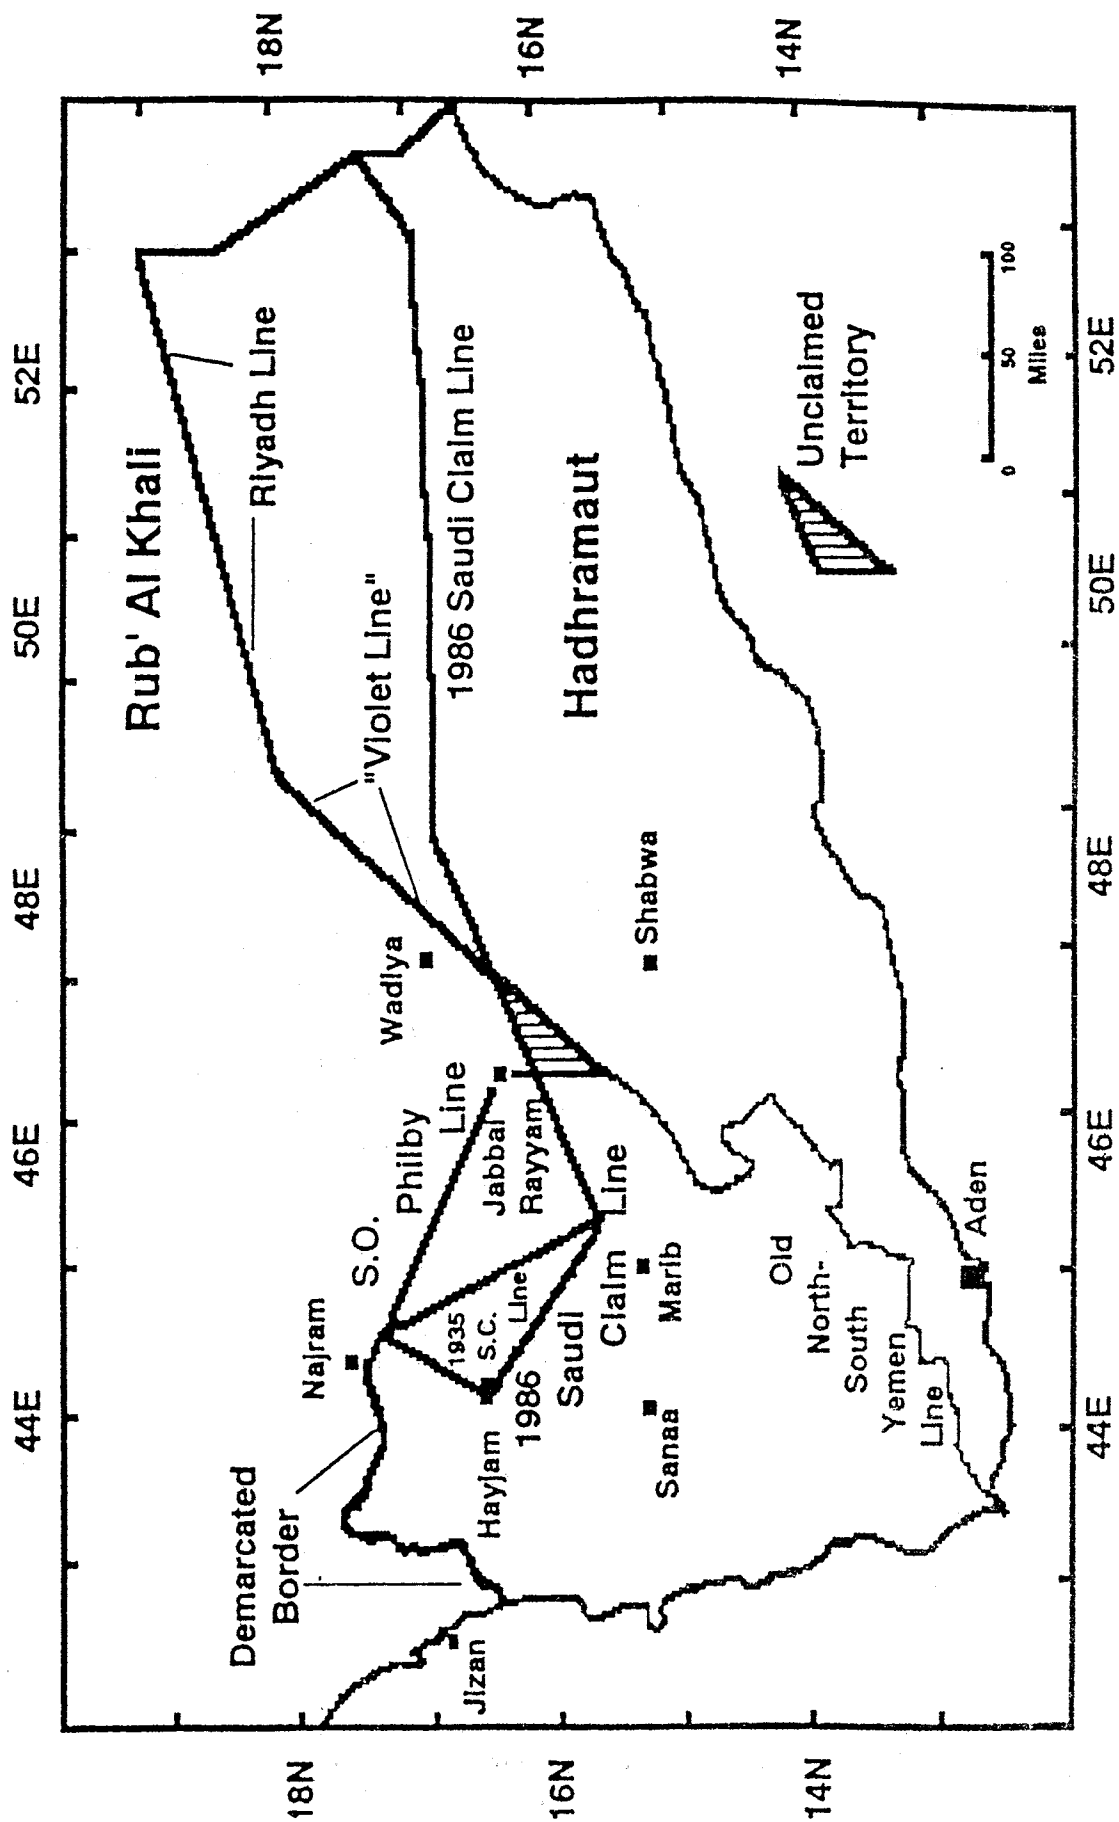 44E
46E
48E
50E
52E
18N
18N
16N
16N
14N
14N
Rub' Al Khali
Riyadh Line
"Violet Line"
1986 Saudi Claim Line
Hadhramaut
Demarcated
Border
Najram
S.O.
Philby
Line
Wadiya
Jabbal
Rayyam
1935
S.C.
Line
Hayjam
1986
Saudi
Claim
Line
Jizan
Sanaa
Marib
Shabwa
Old
North-
South
Yemen
Line
Aden
Unclaimed
Territory
0 50 100
Miles
44E
46E
48E
50E
52E